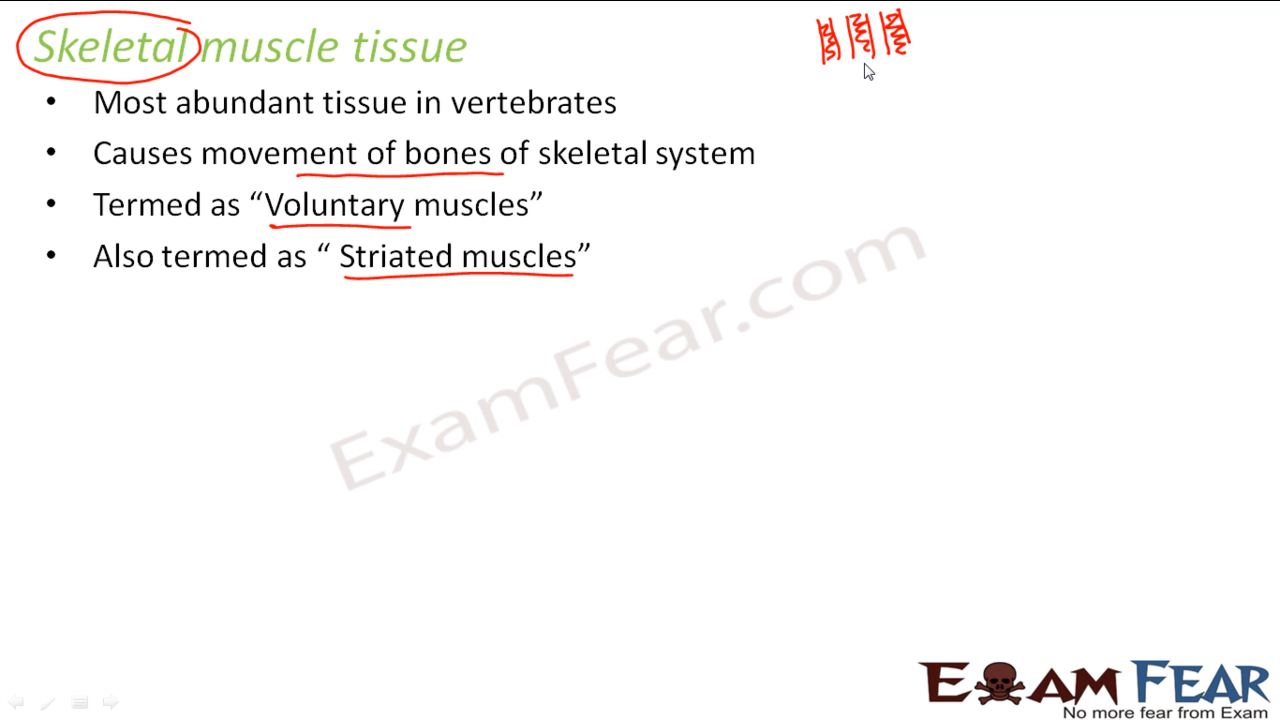 Skeletal muscle tissue
• Most abundant tissue in vertebrates
• Causes movement of bones of skeletal system
• Termed as “Voluntary muscles”
• Also termed as “ Striated muscles”
ExamFear.com
EXAM FEAR
No more fear from Exam